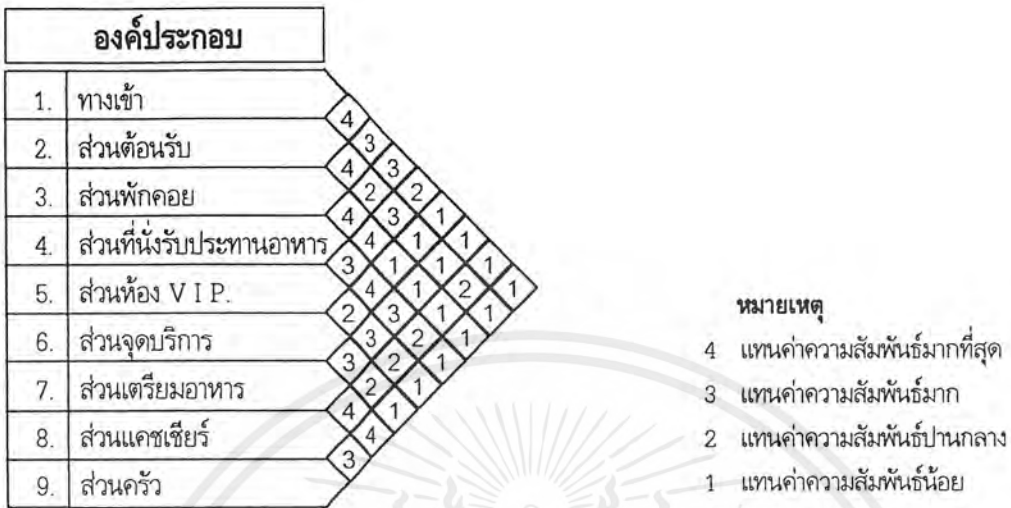 องค์ประกอบ
1. ทางเข้า
4
3
2. ส่วนต้อนรับ
4 3
2 2
3. ส่วนพักคอย
4 3 1
4 1 1
4. ส่วนที่นั่งรับประทานอาหาร
3 1 1 1
4 1 2 1
5. ส่วนห้อง V I P.
2 3 1 1
3 2 1
6. ส่วนจุดบริการ
3 2 1
2 1
7. ส่วนเตรียมอาหาร
4 1
4
8. ส่วนแคชเชียร์
3
9. ส่วนครัว
หมายเหตุ
4 แทนค่าความสัมพันธ์มากที่สุด
3 แทนค่าความสัมพันธ์มาก
2 แทนค่าความสัมพันธ์ปานกลาง
1 แทนค่าความสัมพันธ์น้อย